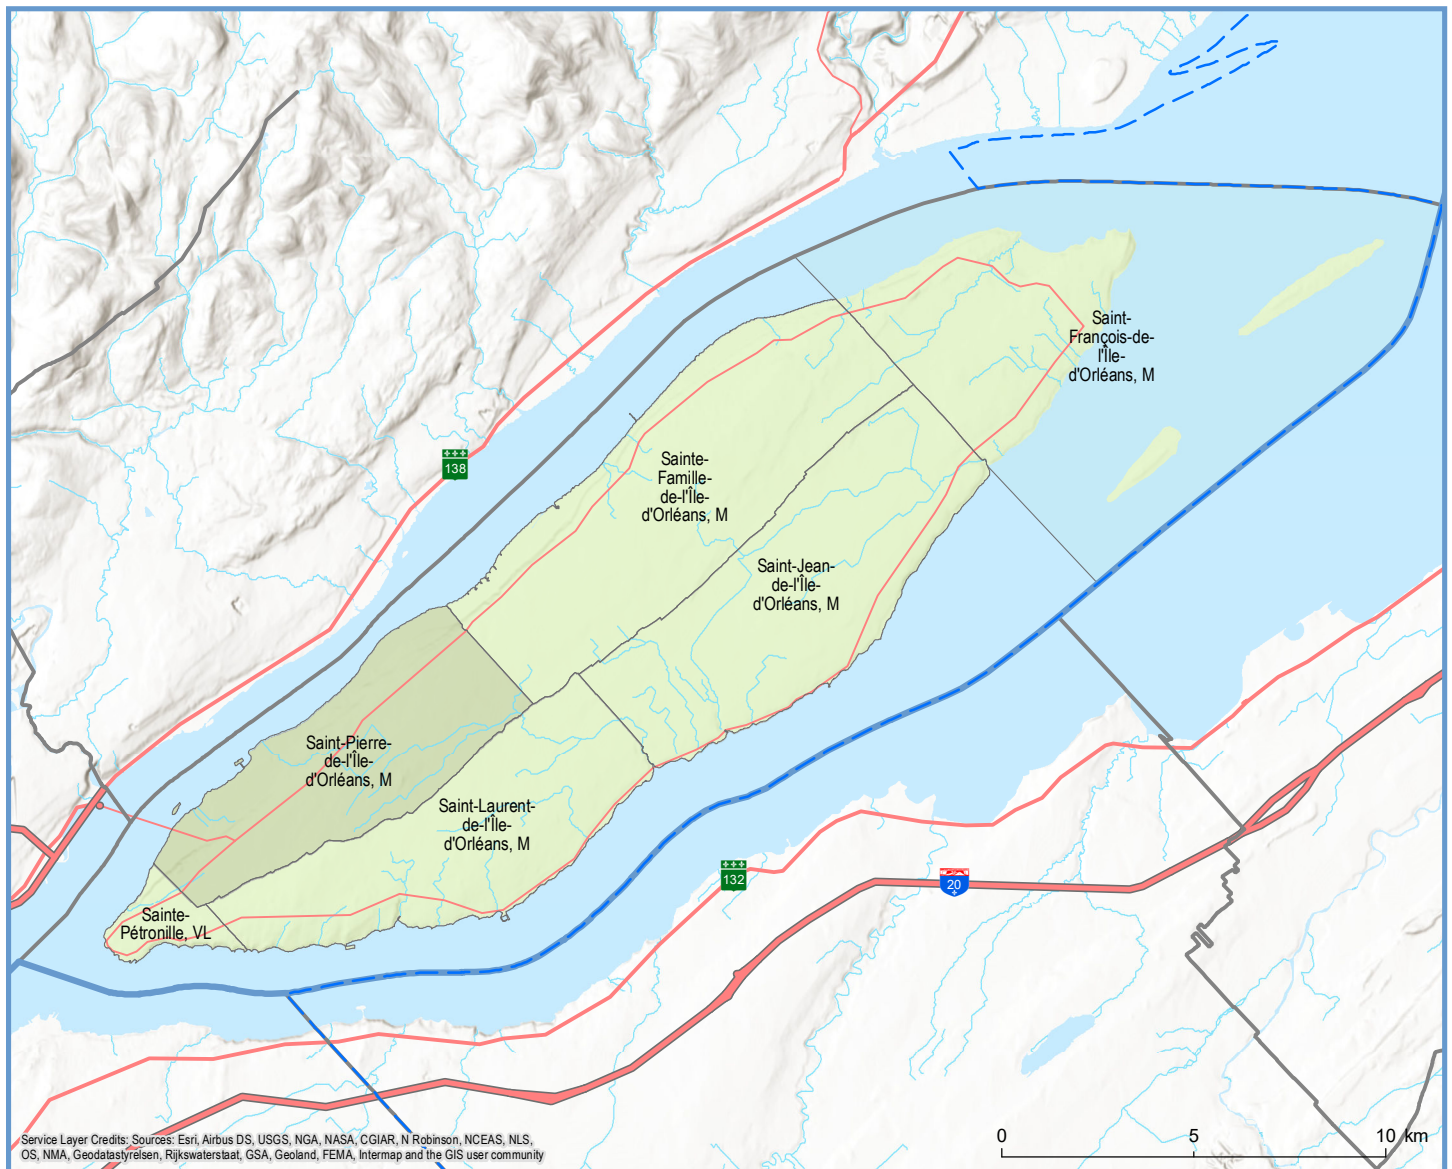 Saint-
François-de-
l'Île-
d'Orléans, M
138
Sainte-
Famille-
de-l'Île-
d'Orléans, M
Saint-Jean-
de-l'Île-
d'Orléans, M
Saint-Pierre-
de-l'Île-
d'Orléans, M
Saint-Laurent-
de-l'Île-
d'Orléans, M
132
20
Sainte-
Pétronille, VL
Service Layer Credits: Sources: Esri, Airbus DS, USGS, NGA, NASA, CGIAR, N Robinson, NCEAS, NLS,
OS, NMA, Geodatastyrelsen, Rijkswaterstaat, GSA, Geoland, FEMA, Intermap and the GIS user community
0 5 10 km